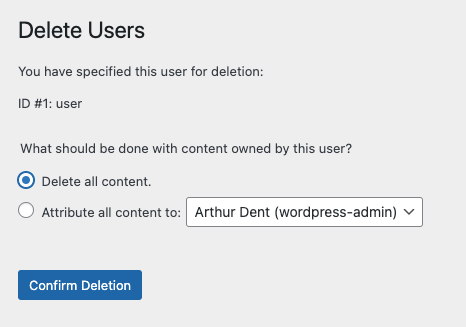 Delete Users
You have specified this user for deletion:
ID #1: user
What should be done with content owned by this user?
Delete all content.
Attribute all content to: Arthur Dent (wordpress-admin)
Confirm Deletion